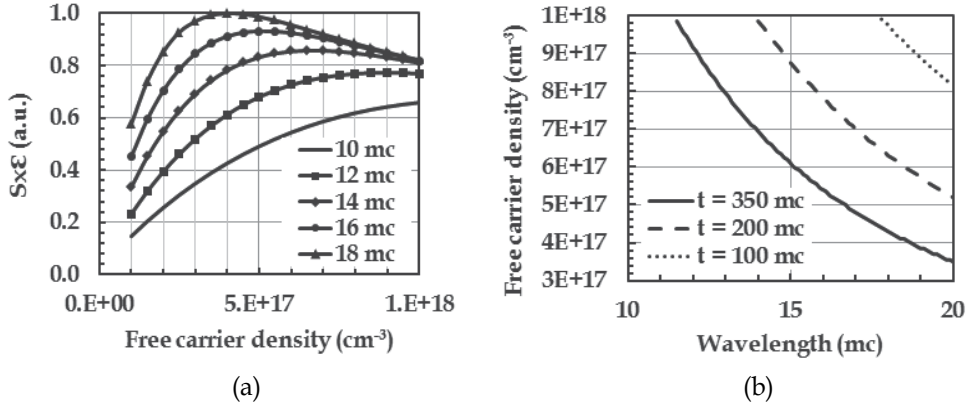 1.0
0.8
0.6
0.4
0.2
0.0
SxƐ (a.u.)
10 mc
12 mc
14 mc
16 mc
18 mc
0.E+00 5.E+17 1.E+18
Free carrier density (cm⁻³)
(a)
1E+18
9E+17
8E+17
7E+17
6E+17
5E+17
4E+17
3E+17
Free carrier density (cm⁻³)
t = 350 mc
t = 200 mc
t = 100 mc
10 15 20
Wavelength (mc)
(b)